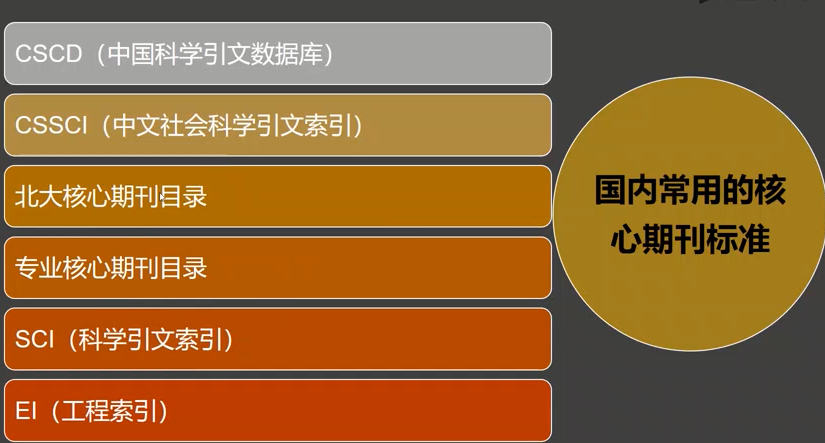 CSCD（中国科学引文数据库）
CSSCI（中文社会科学引文索引）
北大核心期刊目录
专业核心期刊目录
SCI（科学引文索引）
EI（工程索引）
国内常用的核
心期刊标准